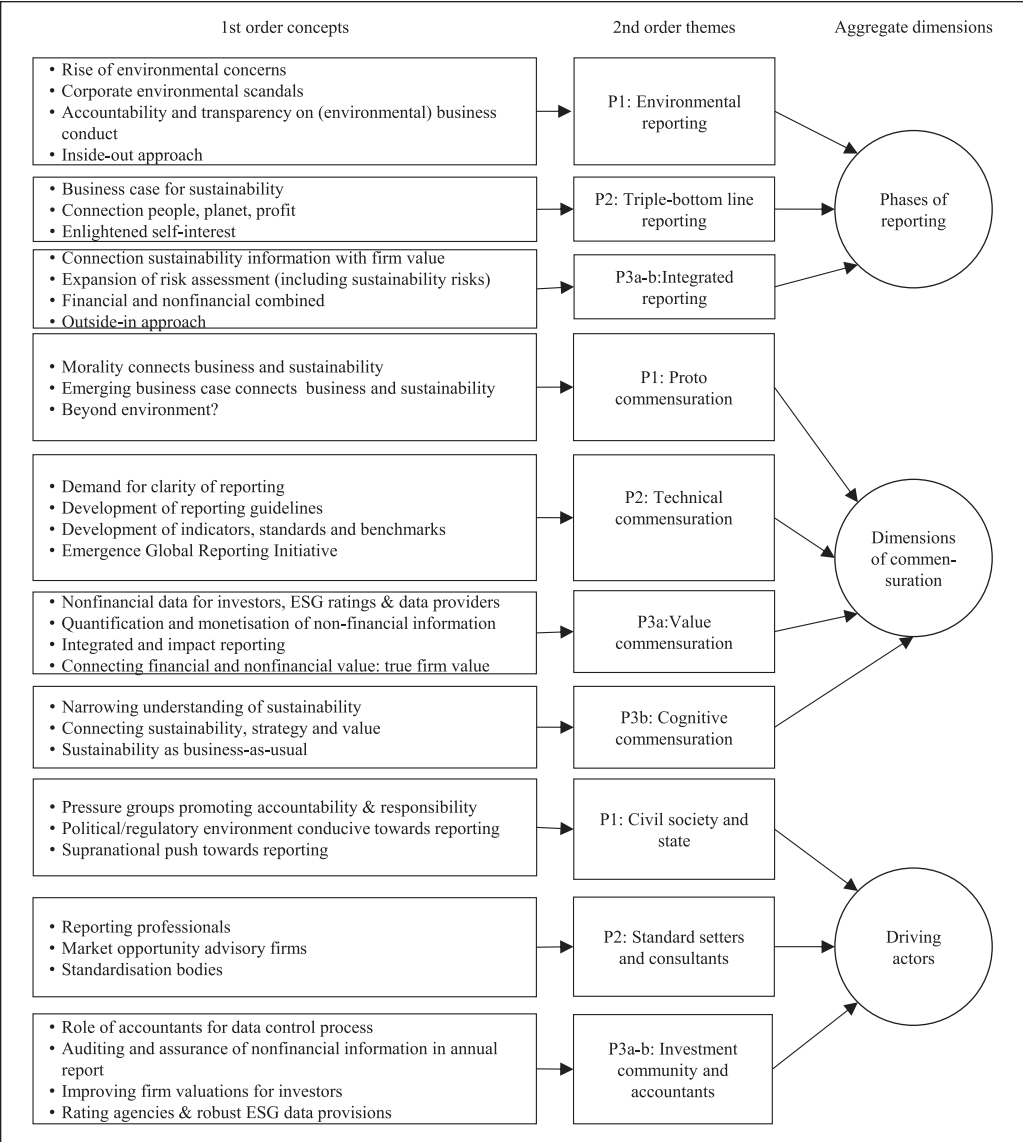 1st order concepts
2nd order themes
Aggregate dimensions
• Rise of environmental concerns
• Corporate environmental scandals
• Accountability and transparency on (environmental) business
conduct
• Inside-out approach
P1: Environmental
reporting
• Business case for sustainability
• Connection people, planet, profit
• Enlightened self-interest
P2: Triple-bottom line
reporting
Phases of
reporting
• Connection sustainability information with firm value
• Expansion of risk assessment (including sustainability risks)
• Financial and nonfinancial combined
• Outside-in approach
P3a-b:Integrated
reporting
• Morality connects business and sustainability
• Emerging business case connects business and sustainability
• Beyond environment?
P1: Proto
commensuration
• Demand for clarity of reporting
• Development of reporting guidelines
• Development of indicators, standards and benchmarks
• Emergence Global Reporting Initiative
P2: Technical
commensuration
Dimensions
of commen-
suration
• Nonfinancial data for investors, ESG ratings & data providers
• Quantification and monetisation of non-financial information
• Integrated and impact reporting
• Connecting financial and nonfinancial value: true firm value
P3a:Value
commensuration
• Narrowing understanding of sustainability
• Connecting sustainability, strategy and value
• Sustainability as business-as-usual
P3b: Cognitive
commensuration
• Pressure groups promoting accountability & responsibility
• Political/regulatory environment conducive towards reporting
• Supranational push towards reporting
P1: Civil society and
state
• Reporting professionals
• Market opportunity advisory firms
• Standardisation bodies
P2: Standard setters
and consultants
Driving
actors
• Role of accountants for data control process
• Auditing and assurance of nonfinancial information in annual
report
• Improving firm valuations for investors
• Rating agencies & robust ESG data provisions
P3a-b: Investment
community and
accountants